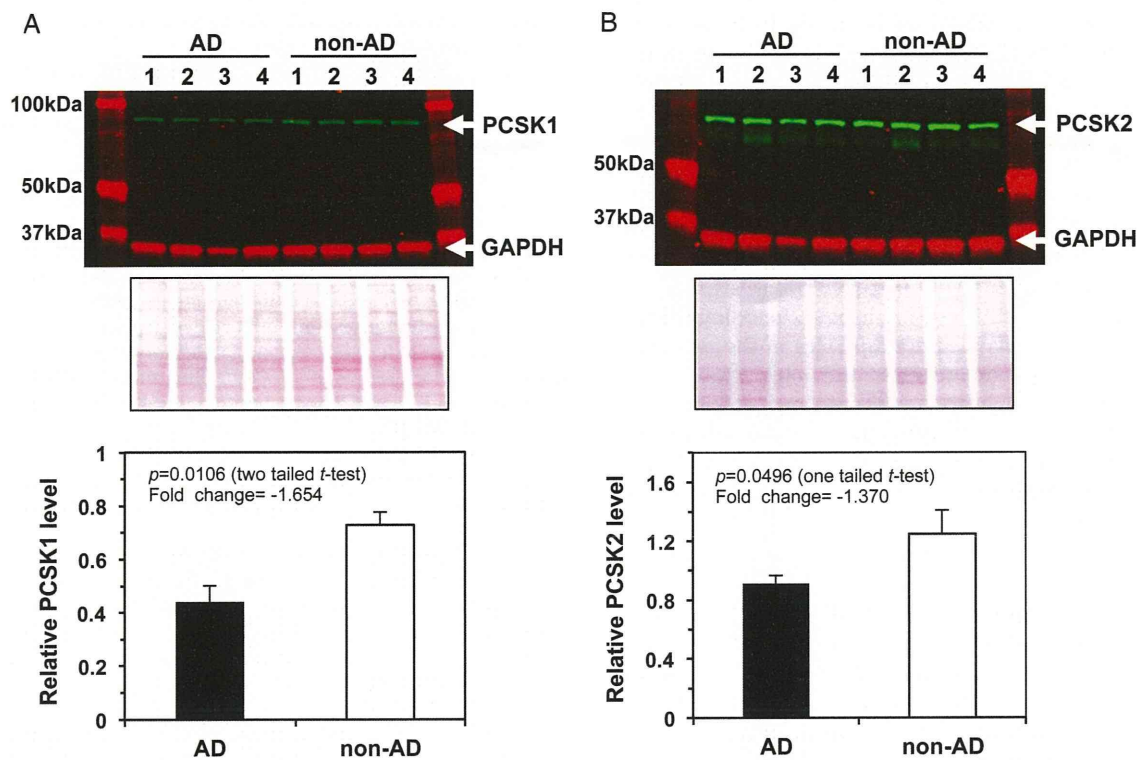 A
AD non-AD
1 2 3 4 1 2 3 4
100kDa
PCSK1
50kDa
37kDa
GAPDH
p=0.0106 (two tailed t-test)
Fold change= -1.654
Relative PCSK1 level
1
0.8
0.6
0.4
0.2
0
AD non-AD
B
AD non-AD
1 2 3 4 1 2 3 4
PCSK2
50kDa
37kDa
GAPDH
p=0.0496 (one tailed t-test)
Fold change= -1.370
Relative PCSK2 level
1.6
1.2
0.8
0.4
0
AD non-AD